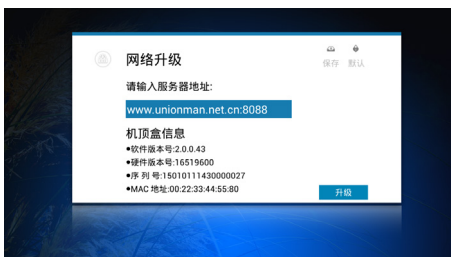 网络升级
保存 默认
请输入服务器地址:
www.unionman.net.cn:8088
机顶盒信息
●软件版本号:2.0.0.43
●硬件版本号:16519600
●序 列 号:15010111430000027
●MAC 地址:00:22:33:44:55:80
升级